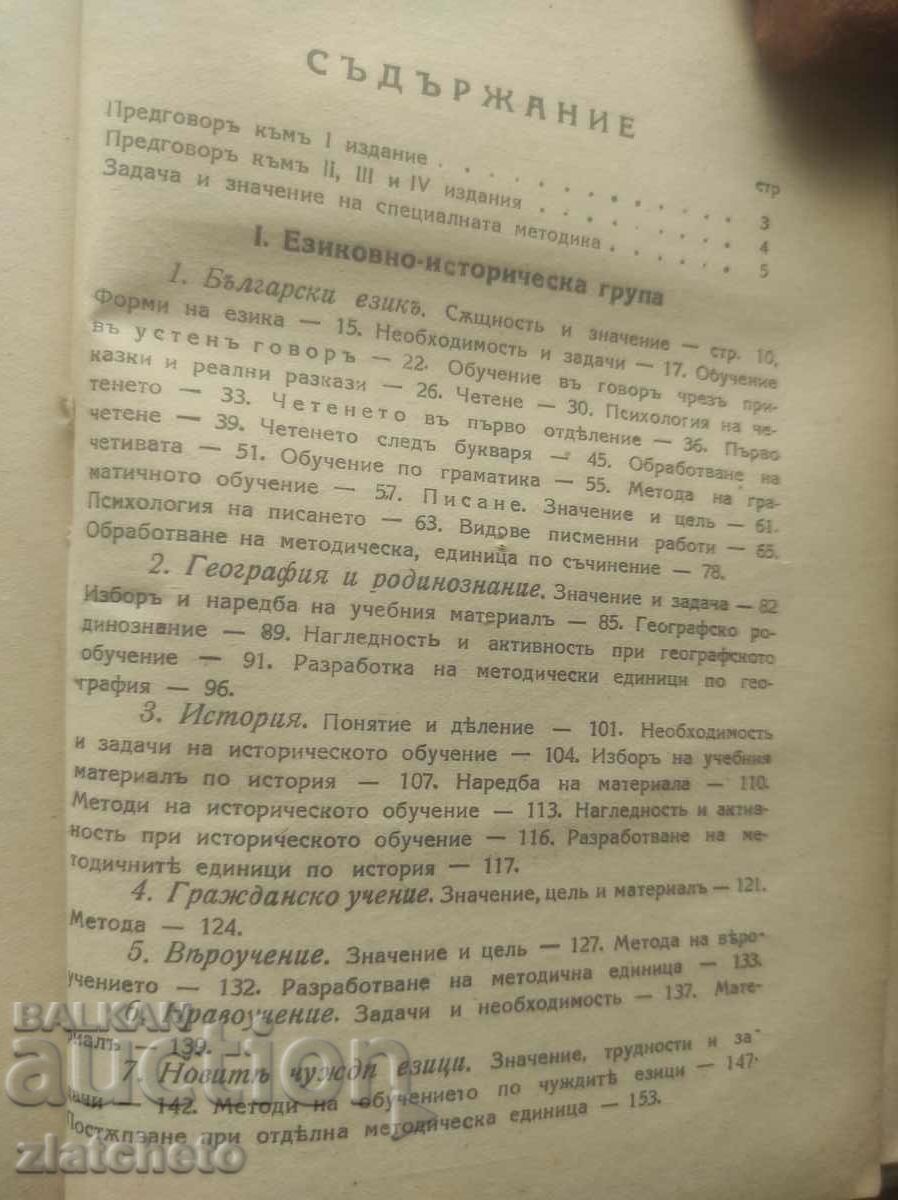 СЪДЪРЖАНИЕ
стр
Предговоръ къмъ I издание . . . . . . . . . 3
Предговоръ къмъ II, III и IV издания . . . . . . 4
Задача и значение на специалната методика . . . . . . 5
I. Езиковно-историческа група
1. Български езикъ. Сѫщность и значение — стр. 10,
Форми на езика — 15. Необходимость и задачи — 17. Обучение
въ устенъ говоръ — 22. Обучение въ говоръ чрезъ при-
казки и реални разкази — 26. Четене — 30. Психология на че-
тенето — 33. Четенето въ първо отдѣление — 36. Първо
четене — 39. Четенето следъ букваря — 45. Обработване на
четивата — 51. Обучение по граматика — 55. Метода на гра-
матичното обучение — 57. Писане. Значение и цель — 61.
Психология на писането — 63. Видове писменни работи — 65.
Обработване на методическа, единица по съчинение — 78.
2. География и родинознание. Значение и задача — 82
Изборъ и наредба на учебния материалъ — 85. Географско ро-
динознание — 89. Нагледность и активность при географското
обучение — 91. Разработка на методически единици по гео-
графия — 96.
3. История. Понятие и дѣление — 101. Необходимость
и задачи на историческото обучение — 104. Изборъ на учебния
материалъ по история — 107. Наредба на материала — 110.
Методи на историческото обучение — 113. Нагледность и актив-
ность при историческото обучение — 116. Разработване на ме-
тодичнитѣ единици по история — 117.
4. Гражданско учение. Значение, цель и материалъ — 121.
Метода — 124.
5. Вѣроучение. Значение и цель — 127. Метода на вѣро-
учението — 132. Разработване на методична единица — 133.
6. Нравоучение. Задачи и необходимость — 137. Мате-
риалъ — 139.
7. Новитѣ чужди езици. Значение, трудности и за-
дачи — 142. Методи на обучението по чуждитѣ езици — 147.
Постѫпване при отдѣлна методическа единица — 153.
BALKAN
auction
zlatcheto